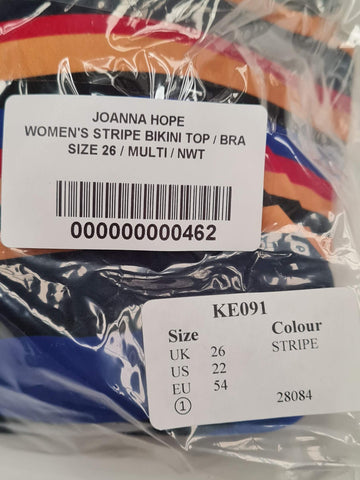 JOANNA HOPE
WOMEN'S STRIPE BIKINI TOP / BRA
SIZE 26 / MULTI / NWT
000000000462
KE091
Size Colour
UK 26 STRIPE
US 22
EU 54
① 28084